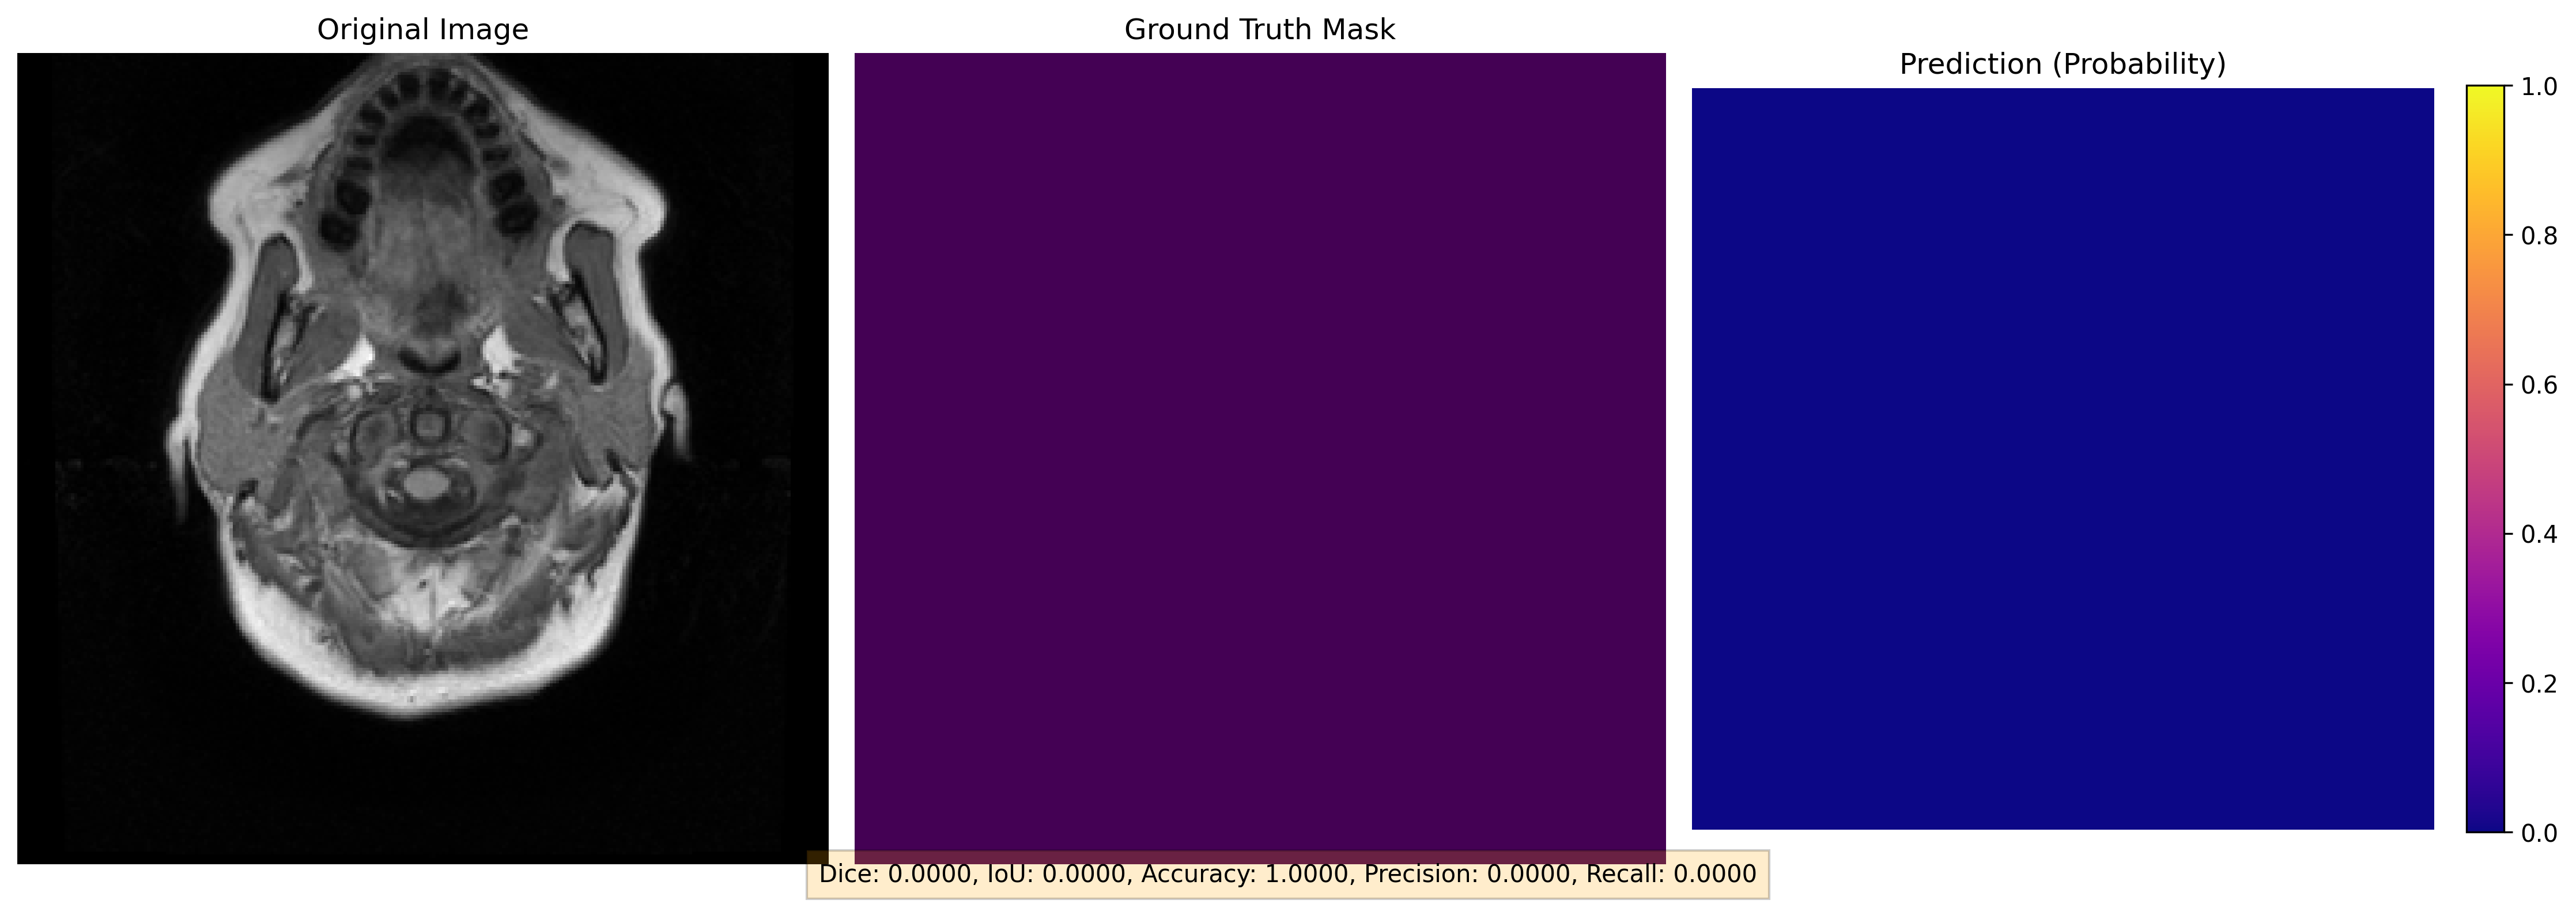 Original Image
Ground Truth Mask
Prediction (Probability)
1.0
0.8
0.6
0.4
0.2
0.0
Dice: 0.0000, IoU: 0.0000, Accuracy: 1.0000, Precision: 0.0000, Recall: 0.0000